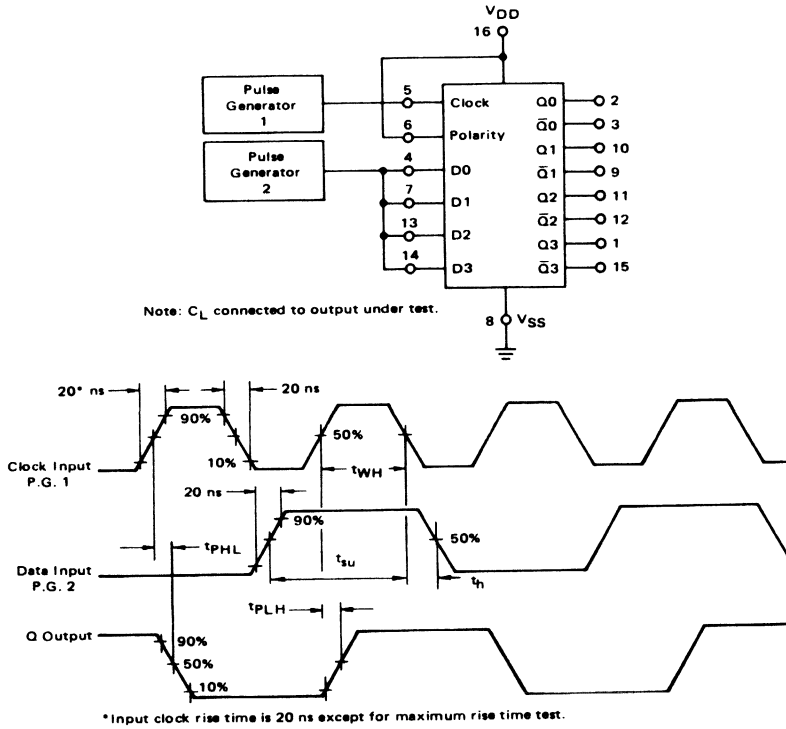 VDD
16
Pulse Generator 1
5
Clock
Q0
2
6
Polarity
Q̅0
3
Pulse Generator 2
4
D0
Q1
10
7
D1
Q̅1
9
13
D2
Q2
11
14
D3
Q̅2
12
Q3
1
Q̅3
15
Note: CL connected to output under test.
8
VSS
20* ns
20 ns
90%
50%
10%
tWH
Clock Input
P.G. 1
20 ns
90%
50%
tPHL
tsu
th
Data Input
P.G. 2
tPLH
Q Output
90%
50%
10%
*Input clock rise time is 20 ns except for maximum rise time test.